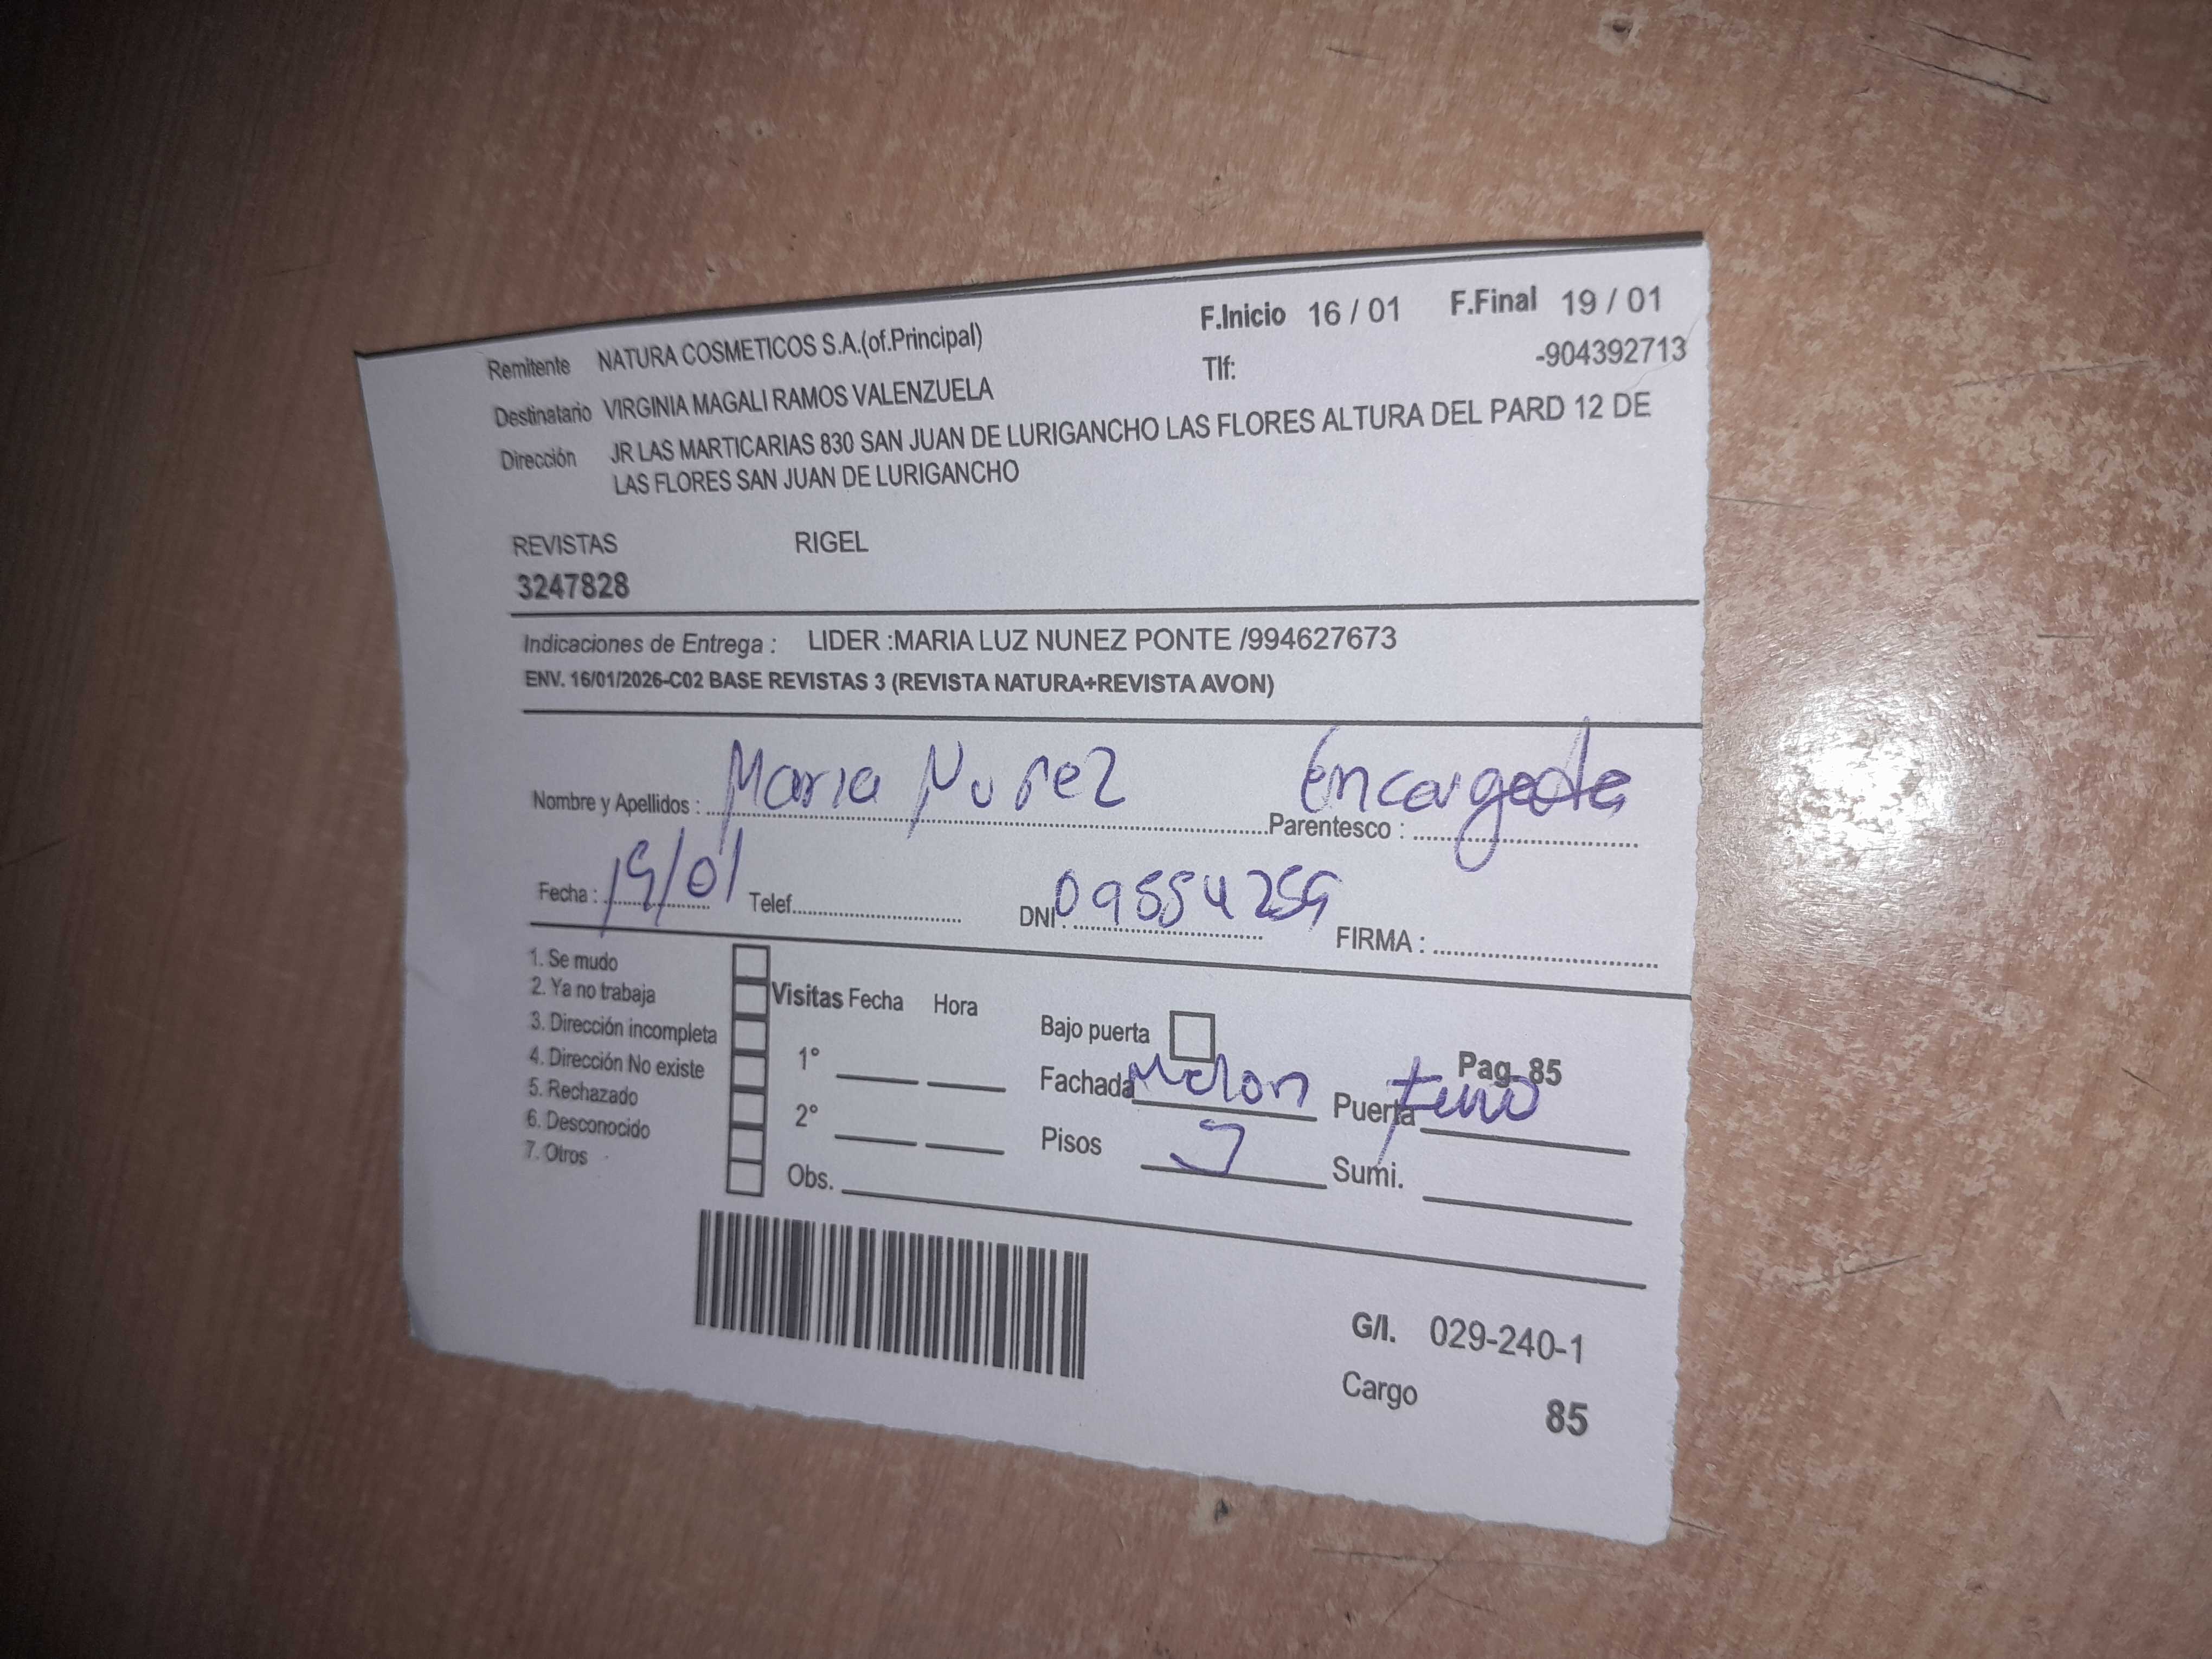 F.Inicio 16 / 01 F.Final 19 / 01
Remitente NATURA COSMETICOS S.A.(of.Principal)
Tlf: -904392713
Destinatario VIRGINIA MAGALI RAMOS VALENZUELA
Dirección JR LAS MARTICARIAS 830 SAN JUAN DE LURIGANCHO LAS FLORES ALTURA DEL PARD 12 DE
LAS FLORES SAN JUAN DE LURIGANCHO
REVISTAS RIGEL
3247828
Indicaciones de Entrega : LIDER :MARIA LUZ NUNEZ PONTE /994627673
ENV. 16/01/2026-C02 BASE REVISTAS 3 (REVISTA NATURA+REVISTA AVON)
Nombre y Apellidos : Maria Nuñez Parentesco : Encargada
Fecha : 19/01 Telef. DNI. 09554259 FIRMA :
1. Se mudo
2. Ya no trabaja
3. Dirección incompleta
4. Dirección No existe
5. Rechazado
6. Desconocido
7. Otros
Visitas Fecha Hora
1°
2°
Obs.
Bajo puerta
Pag. 85
Fachada Melon Puerta
Pisos Sumi.
G/I. 029-240-1
Cargo 85